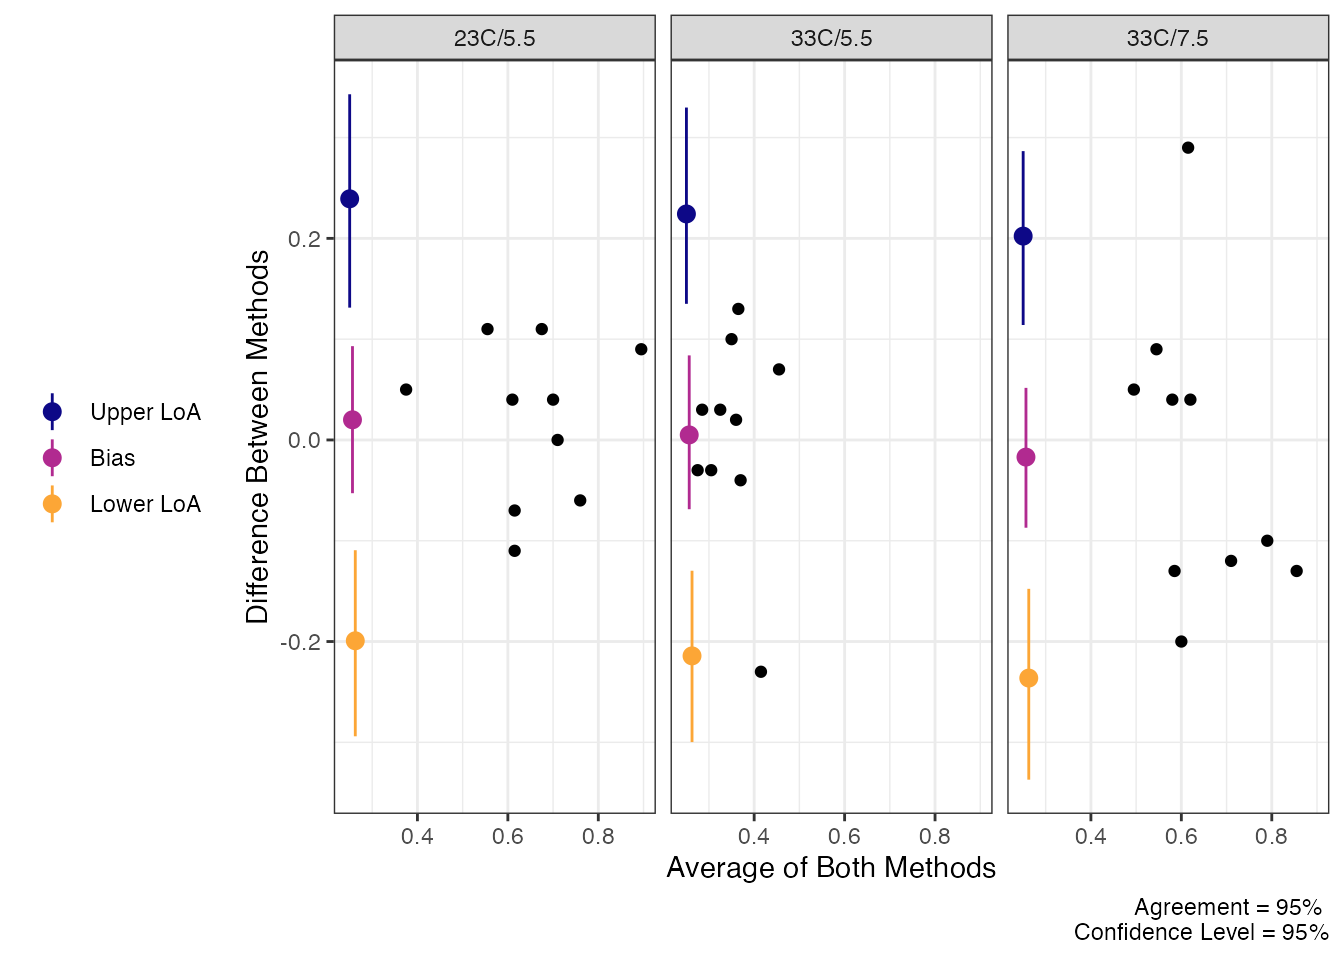 23C/5.5
33C/5.5
33C/7.5
0.2
0.0
-0.2
Difference Between Methods
Upper LoA
Bias
Lower LoA
0.4 0.6 0.8
0.4 0.6 0.8
0.4 0.6 0.8
Average of Both Methods
Agreement = 95%
Confidence Level = 95%